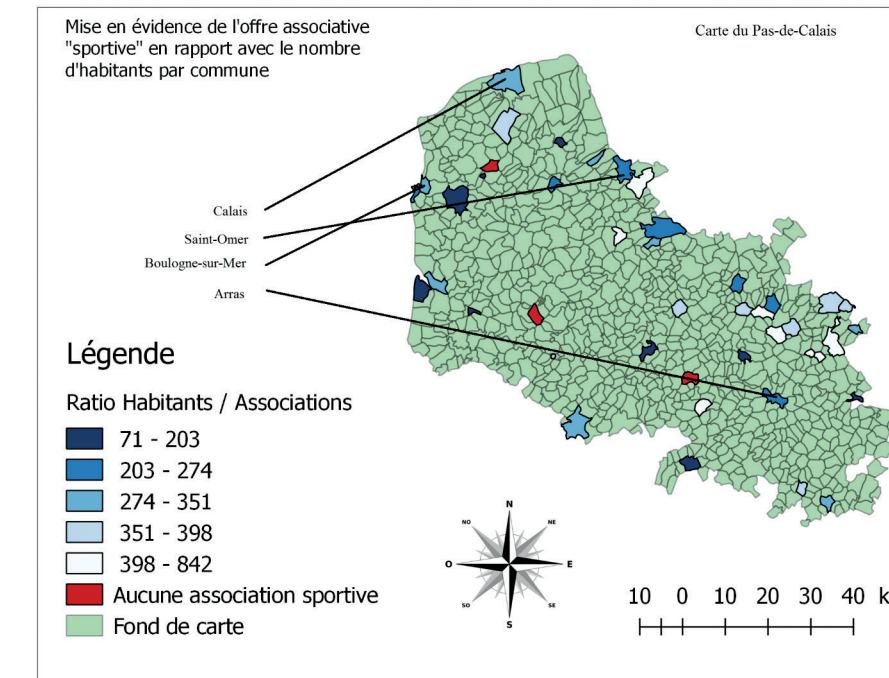 Mise en évidence de l'offre associative
"sportive" en rapport avec le nombre
d'habitants par commune
Carte du Pas-de-Calais
Calais
Saint-Omer
Boulogne-sur-Mer
Arras
Légende
Ratio Habitants / Associations
71 - 203
203 - 274
274 - 351
351 - 398
398 - 842
Aucune association sportive
Fond de carte
N
NO
NE
O
E
SO
SE
S
10 0 10 20 30 40 k